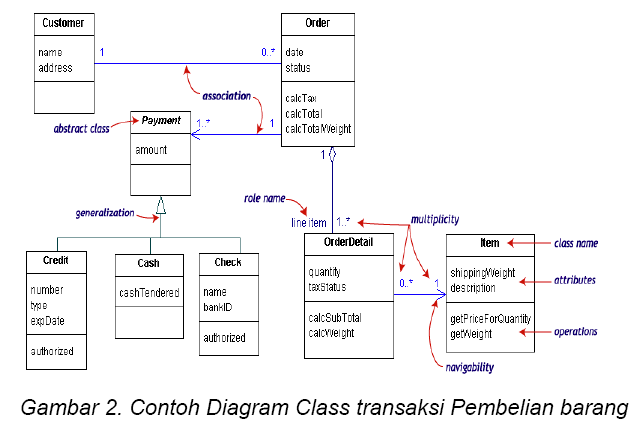 Customer
name
address
1
0..*
association
Order
date
status
calcTax
calcTotal
calcTotalWeight
abstract class
Payment
amount
1..*
1
generalization
1
role name
line item
1..*
multiplicity
Credit
number
type
expDate
authorized
Cash
cashTendered
Check
name
bankID
authorized
OrderDetail
quantity
taxStatus
calcSubTotal
calcWeight
0..*
1
Item
shippingWeight
description
getPriceForQuantity
getWeight
class name
attributes
operations
navigability
Gambar 2. Contoh Diagram Class transaksi Pembelian barang